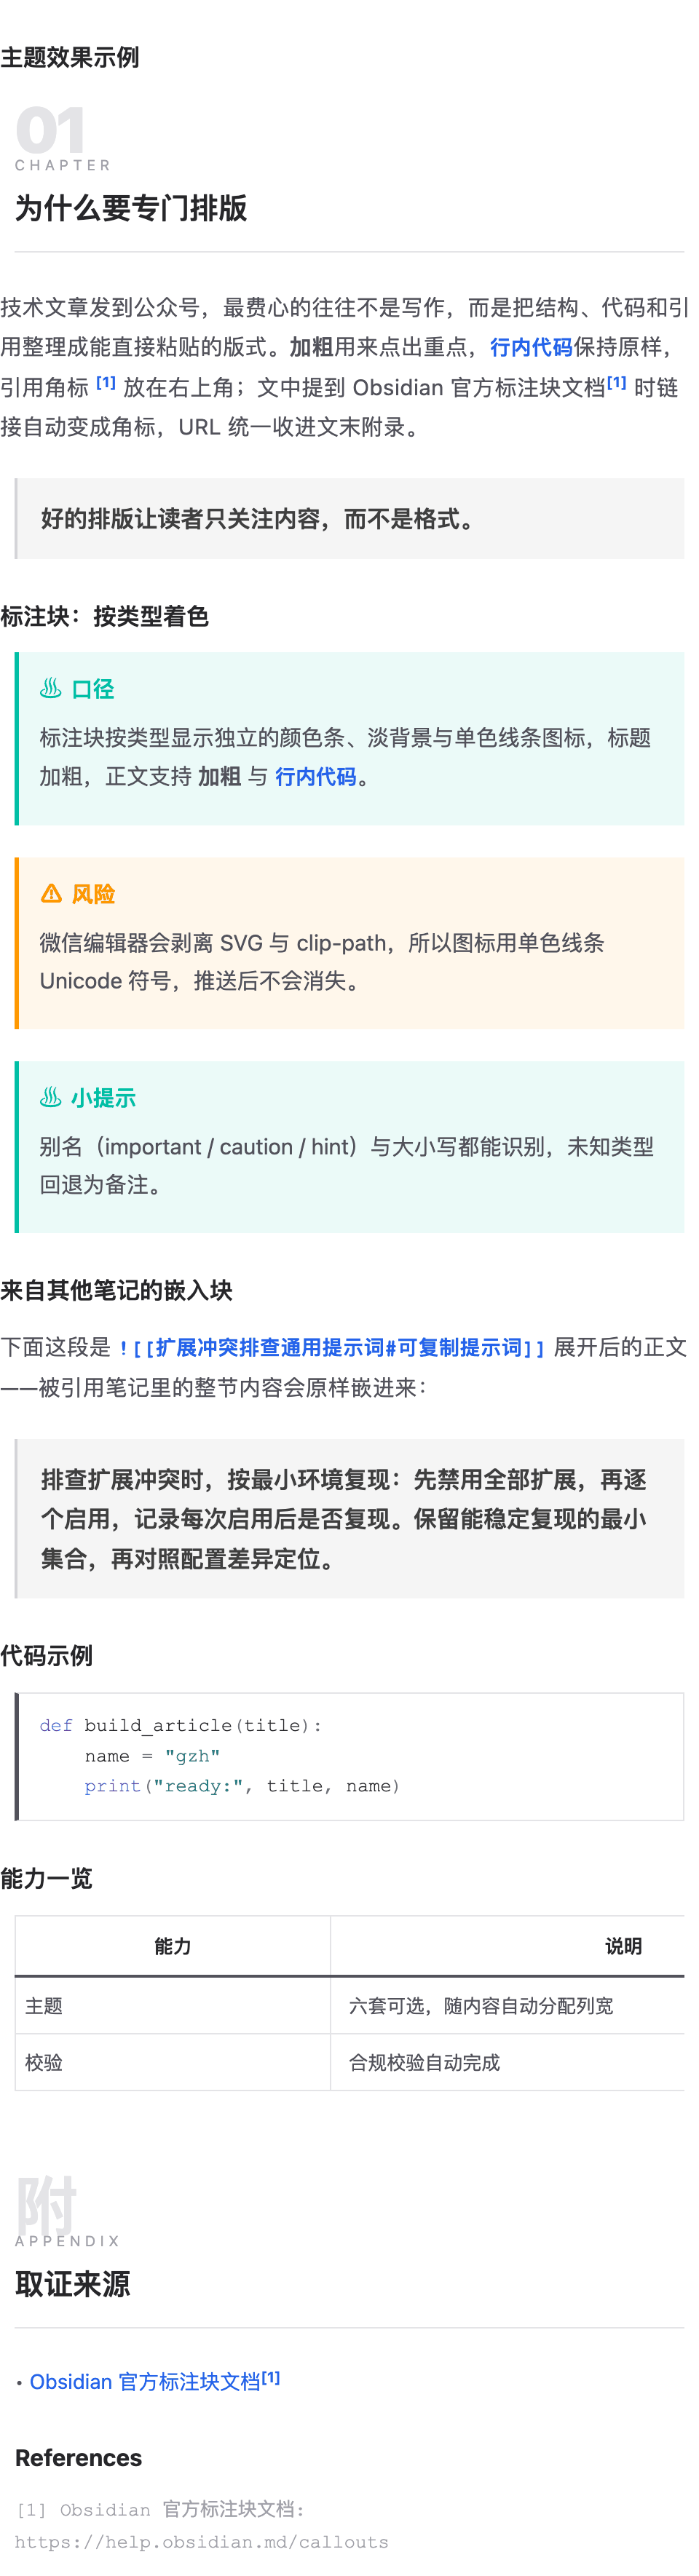 主题效果示例
01
CHAPTER
为什么要专门排版
技术文章发到公众号，最费心的往往不是写作，而是把结构、代码和引
用整理成能直接粘贴的版式。加粗用来点出重点，行内代码保持原样，
引用角标 [1] 放在右上角；文中提到 Obsidian 官方标注块文档[1] 时链
接自动变成角标，URL 统一收进文末附录。
好的排版让读者只关注内容，而不是格式。
标注块：按类型着色
♨ 口径
标注块按类型显示独立的颜色条、淡背景与单色线条图标，标题
加粗，正文支持 加粗 与 行内代码。
⚠ 风险
微信编辑器会剥离 SVG 与 clip-path，所以图标用单色线条
Unicode 符号，推送后不会消失。
♨ 小提示
别名（important / caution / hint）与大小写都能识别，未知类型
回退为备注。
来自其他笔记的嵌入块
下面这段是 ![[扩展冲突排查通用提示词#可复制提示词]] 展开后的正文
——被引用笔记里的整节内容会原样嵌进来：
排查扩展冲突时，按最小环境复现：先禁用全部扩展，再逐
个启用，记录每次启用后是否复现。保留能稳定复现的最小
集合，再对照配置差异定位。
代码示例
def build_article(title):
    name = "gzh"
    print("ready:", title, name)
能力一览
能力 说明
主题 六套可选，随内容自动分配列宽
校验 合规校验自动完成
附
APPENDIX
取证来源
• Obsidian 官方标注块文档[1]
References
[1] Obsidian 官方标注块文档：
https://help.obsidian.md/callouts